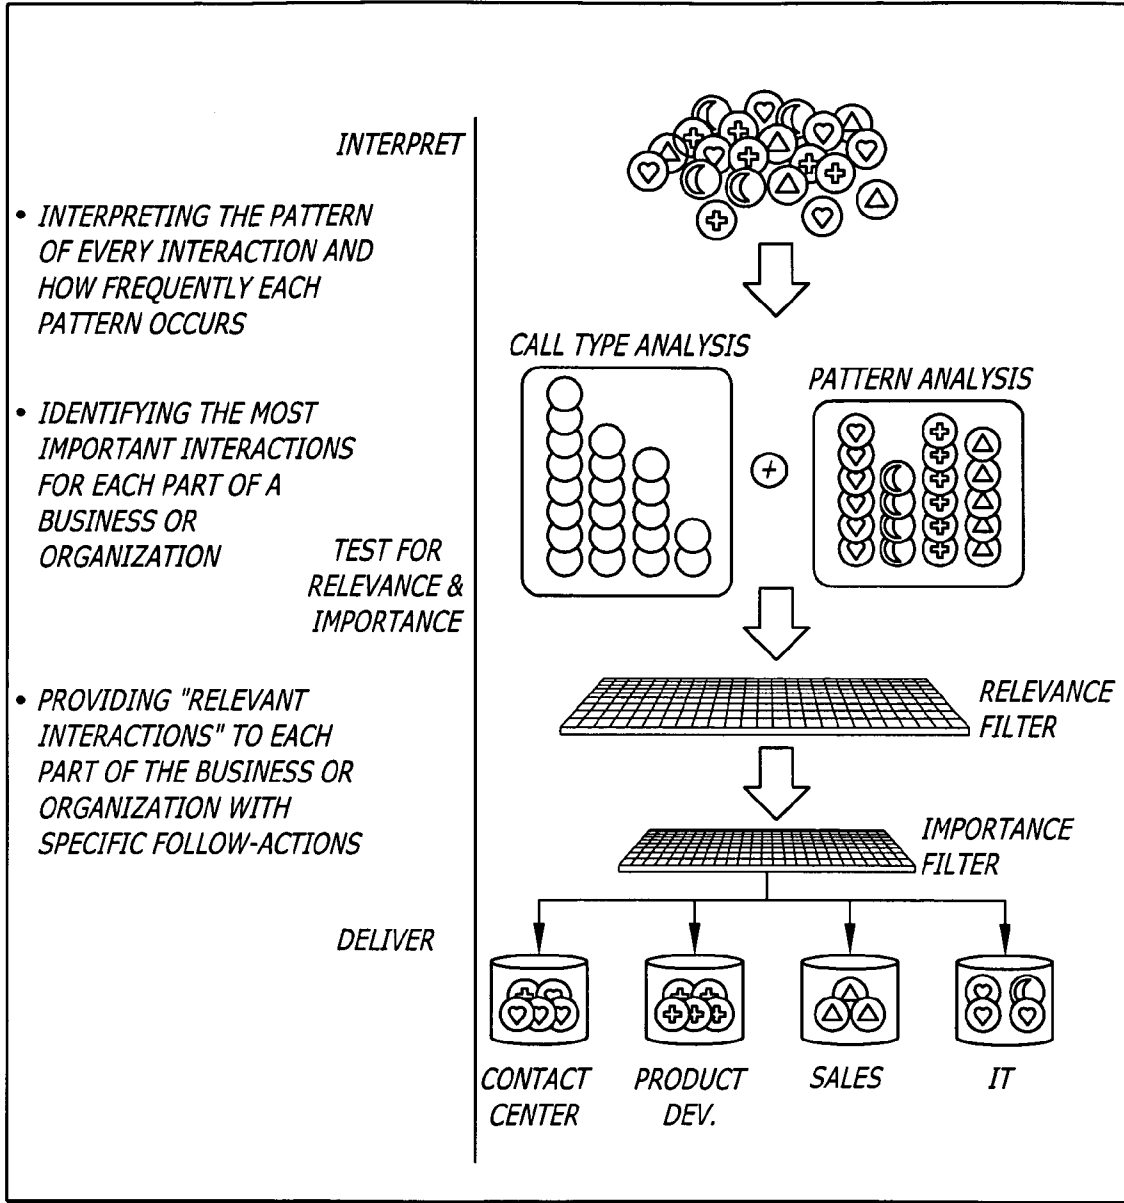 INTERPRET
• INTERPRETING THE PATTERN
OF EVERY INTERACTION AND
HOW FREQUENTLY EACH
PATTERN OCCURS
• IDENTIFYING THE MOST
IMPORTANT INTERACTIONS
FOR EACH PART OF A
BUSINESS OR
ORGANIZATION
TEST FOR
RELEVANCE &
IMPORTANCE
• PROVIDING "RELEVANT
INTERACTIONS" TO EACH
PART OF THE BUSINESS OR
ORGANIZATION WITH
SPECIFIC FOLLOW-ACTIONS
DELIVER
CALL TYPE ANALYSIS
PATTERN ANALYSIS
+
RELEVANCE
FILTER
IMPORTANCE
FILTER
CONTACT
CENTER
PRODUCT
DEV.
SALES
IT